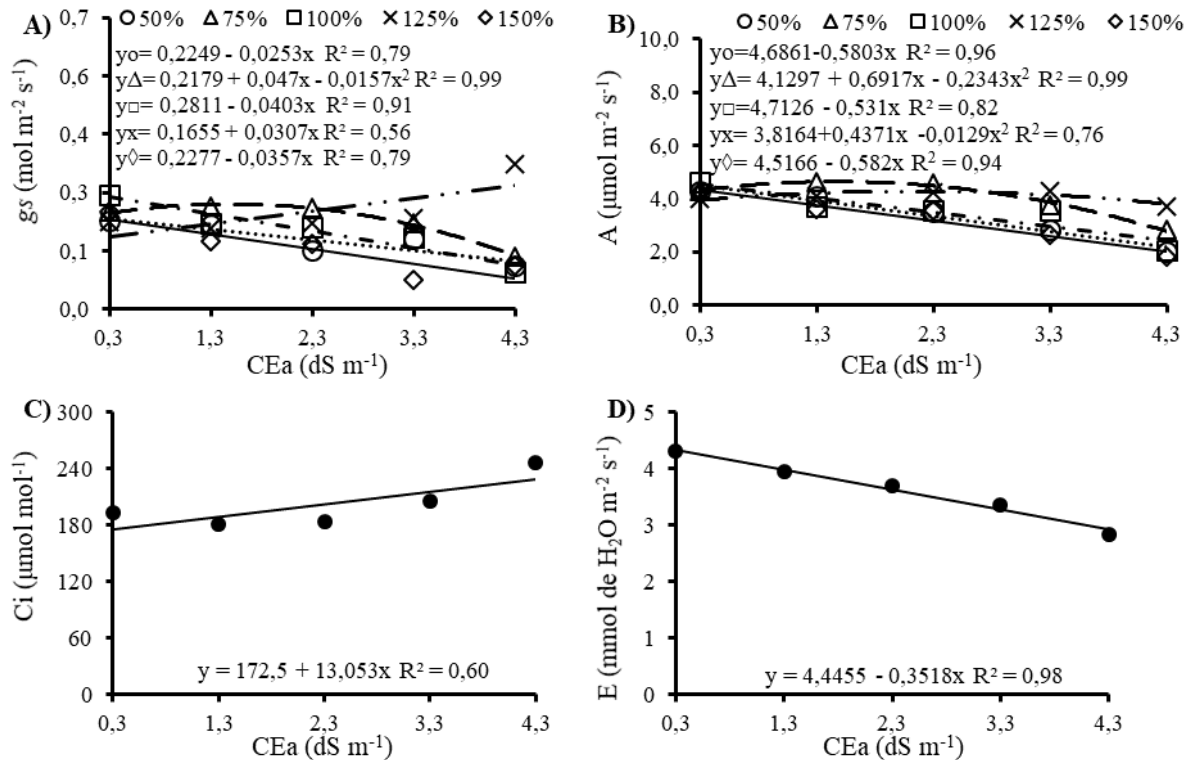 A)
○ 50% △ 75% □ 100% × 125% ◇ 150%
yo= 0,2249 - 0,0253x R² = 0,79
y∆= 0,2179 + 0,047x - 0,0157x² R² = 0,99
y□= 0,2811 - 0,0403x R² = 0,91
yx= 0,1655 + 0,0307x R² = 0,56
y◊= 0,2277 - 0,0357x R² = 0,79
gs (mol m⁻² s⁻¹)
0,7
0,6
0,4
0,3
0,1
0,0
0,3 1,3 2,3 3,3 4,3
CEa (dS m⁻¹)
B)
○ 50% △ 75% □ 100% × 125% ◇ 150%
yo=4,6861-0,5803x R² = 0,96
y∆= 4,1297 + 0,6917x - 0,2343x² R² = 0,99
y□=4,7126 - 0,531x R² = 0,82
yx= 3,8164+0,4371x -0,0129x² R² = 0,76
y◊= 4,5166 – 0,582x R² = 0,94
A (µmol m⁻² s⁻¹)
10,0
8,0
6,0
4,0
2,0
0,0
0,3 1,3 2,3 3,3 4,3
CEa (dS m⁻¹)
C)
Ci (µmol mol⁻¹)
300
240
180
120
60
0
y = 172,5 + 13,053x R² = 0,60
0,3 1,3 2,3 3,3 4,3
CEa (dS m⁻¹)
D)
E (mmol de H₂O m⁻² s⁻¹)
5
4
3
2
1
0
y = 4,4455 - 0,3518x R² = 0,98
0,3 1,3 2,3 3,3 4,3
CEa (dS m⁻¹)